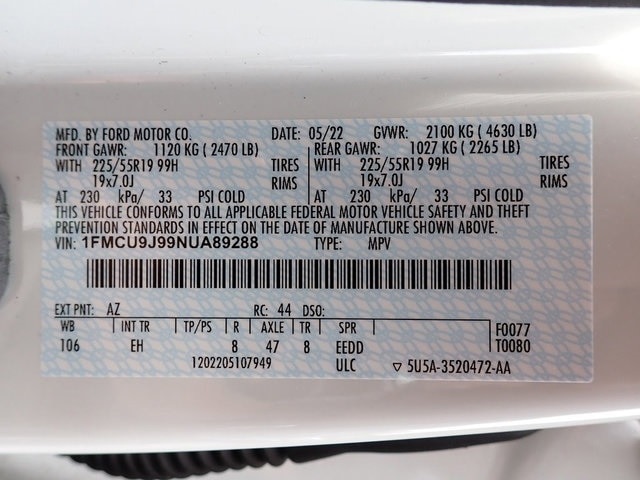 MFD. BY FORD MOTOR CO. DATE: 05/22 GVWR: 2100 KG (4630 LB)
FRONT GAWR: 1120 KG (2470 LB) REAR GAWR: 1027 KG (2265 LB)
WITH 225/55R19 99H TIRES WITH 225/55R19 99H TIRES
19x7.0J RIMS 19x7.0J RIMS
AT 230 kPa/ 33 PSI COLD AT 230 kPa/ 33 PSI COLD
THIS VEHICLE CONFORMS TO ALL APPLICABLE FEDERAL MOTOR VEHICLE SAFETY AND THEFT
PREVENTION STANDARDS IN EFFECT ON THE DATE OF MANUFACTURE SHOWN ABOVE.
VIN: 1FMCU9J99NUA89288 TYPE: MPV
EXT PNT: AZ RC: 44 DSO:
WB INT TR TP/PS R AXLE TR SPR F0077
106 EH 8 47 8 EEDD T0080
1202205107949 ULC ▽ 5U5A-3520472-AA